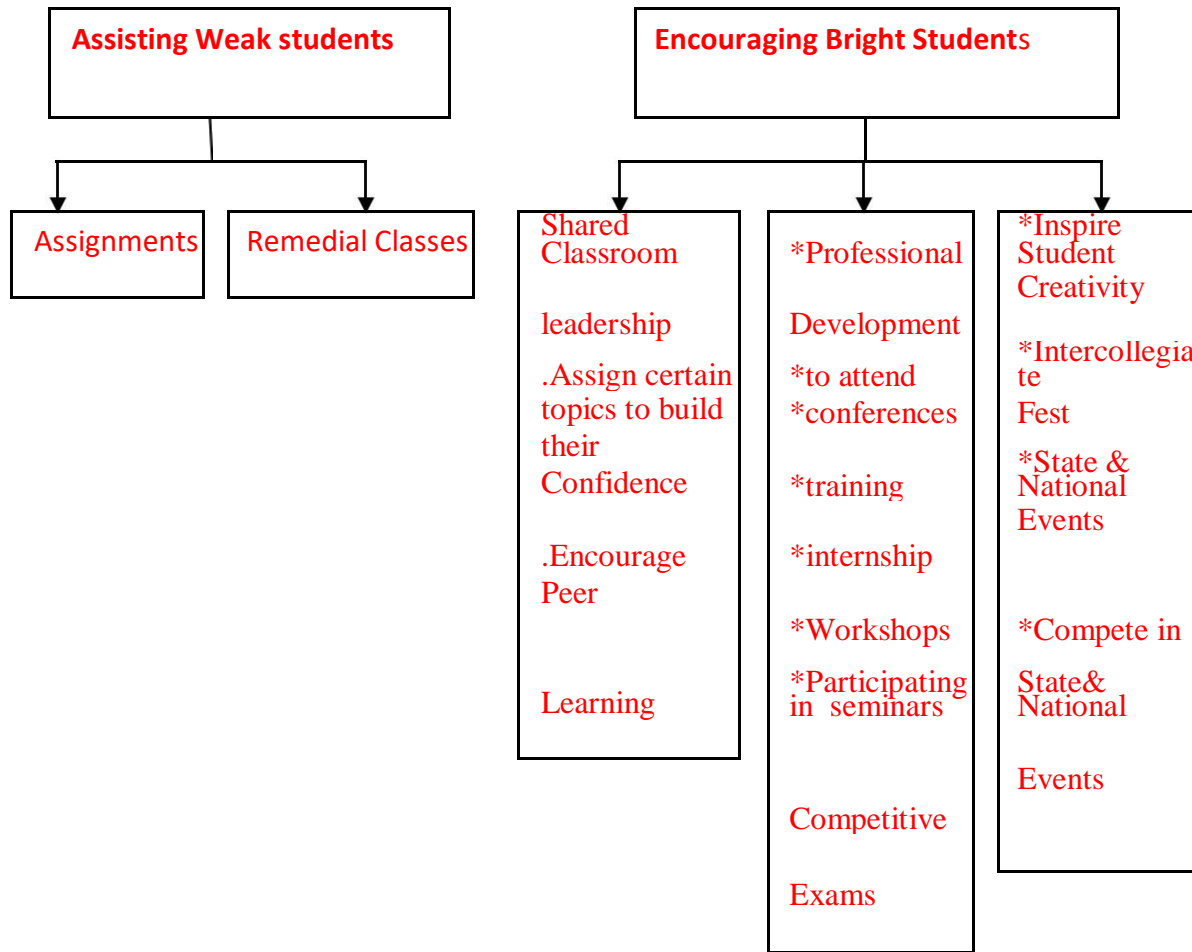 Assisting Weak students
Encouraging Bright Students
Assignments
Remedial Classes
Shared
Classroom
leadership
.Assign certain
topics to build
their
Confidence
.Encourage
Peer
Learning
*Professional
Development
*to attend
*conferences
*training
*internship
*Workshops
*Participating
in seminars
Competitive
Exams
*Inspire
Student
Creativity
*Intercollegia
te
Fest
*State &
National
Events
*Compete in
State&
National
Events